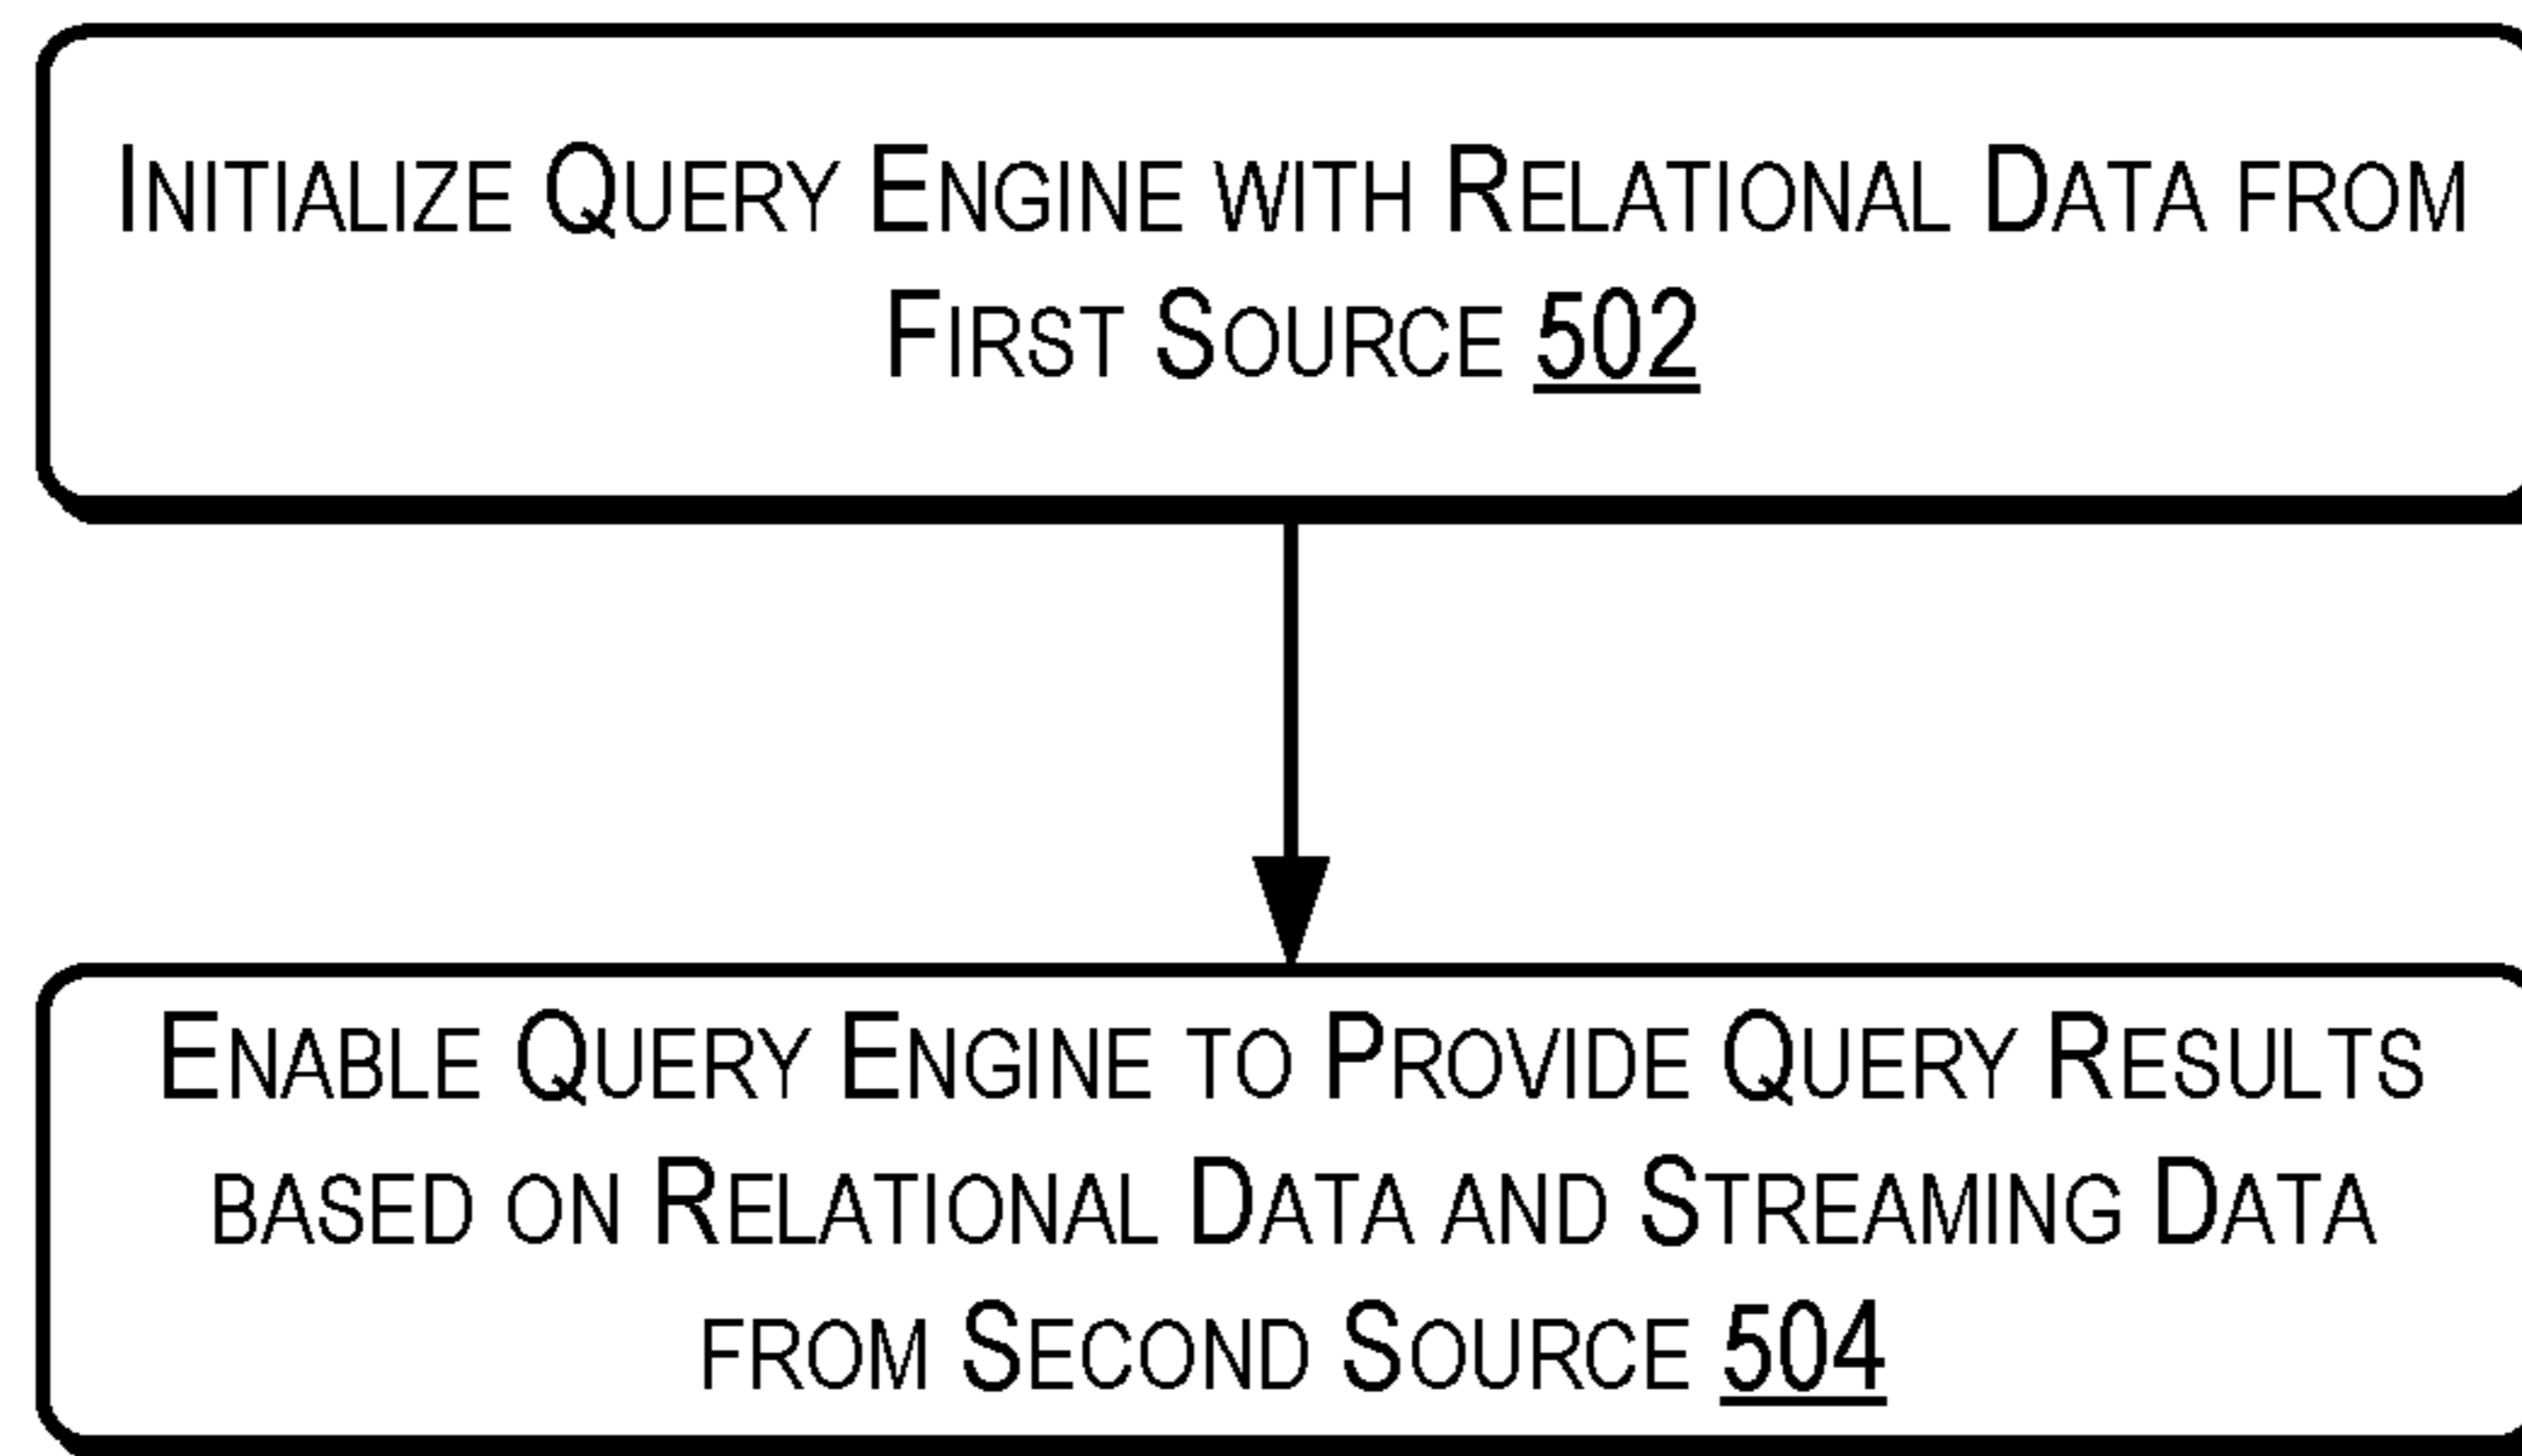 Initialize Query Engine with Relational Data from
First Source 502
Enable Query Engine to Provide Query Results
based on Relational Data and Streaming Data
from Second Source 504